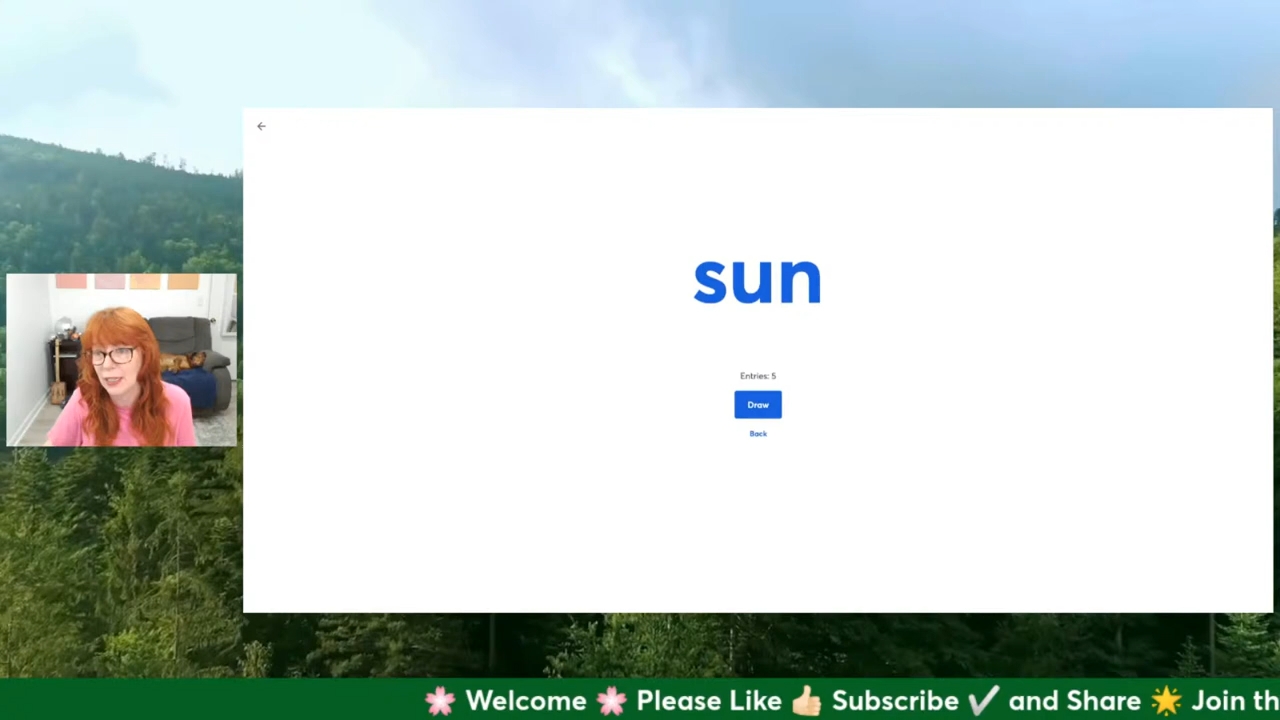 sun
Entries: 5
Draw
Back
Welcome Please Like Subscribe and Share Join th